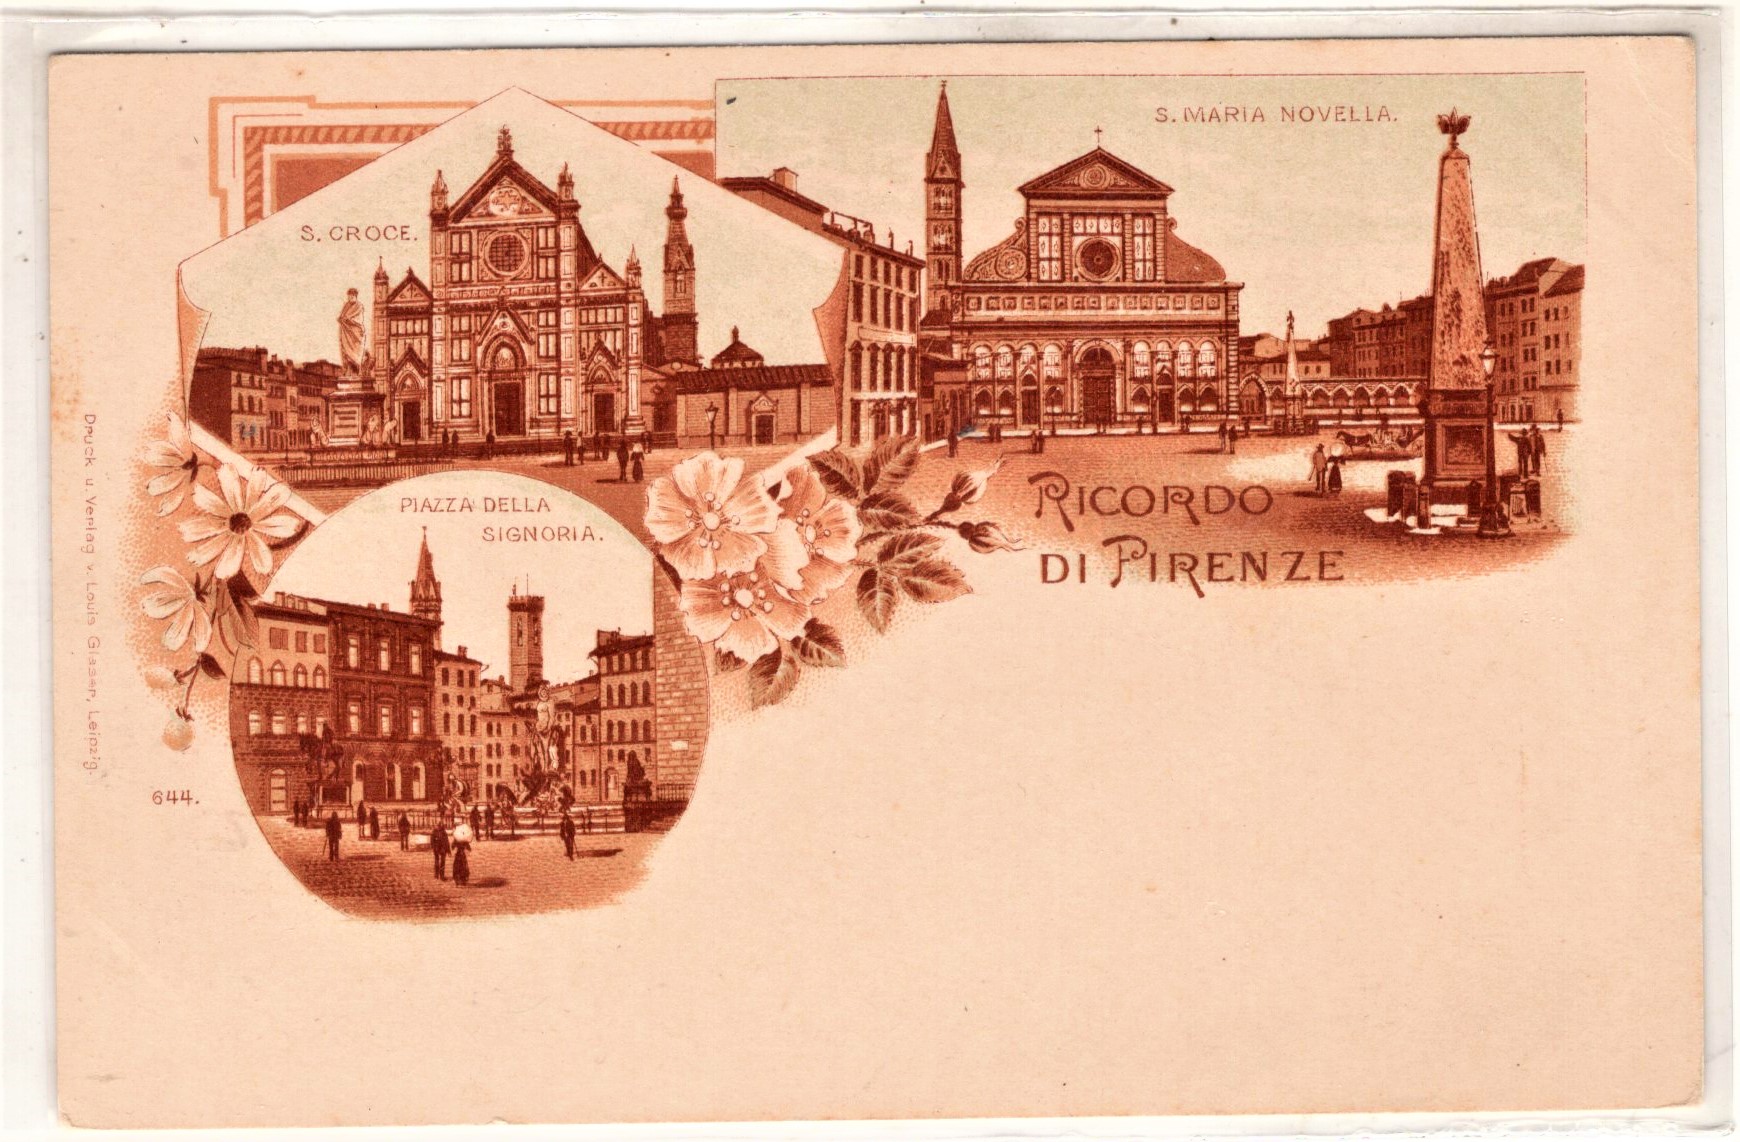 S. MARIA NOVELLA.
S. CROCE.
PIAZZA DELLA
SIGNORIA.
RICORDO
DI FIRENZE
Druck u. Verlag v. Louis Glaser, Leipzig.
644.